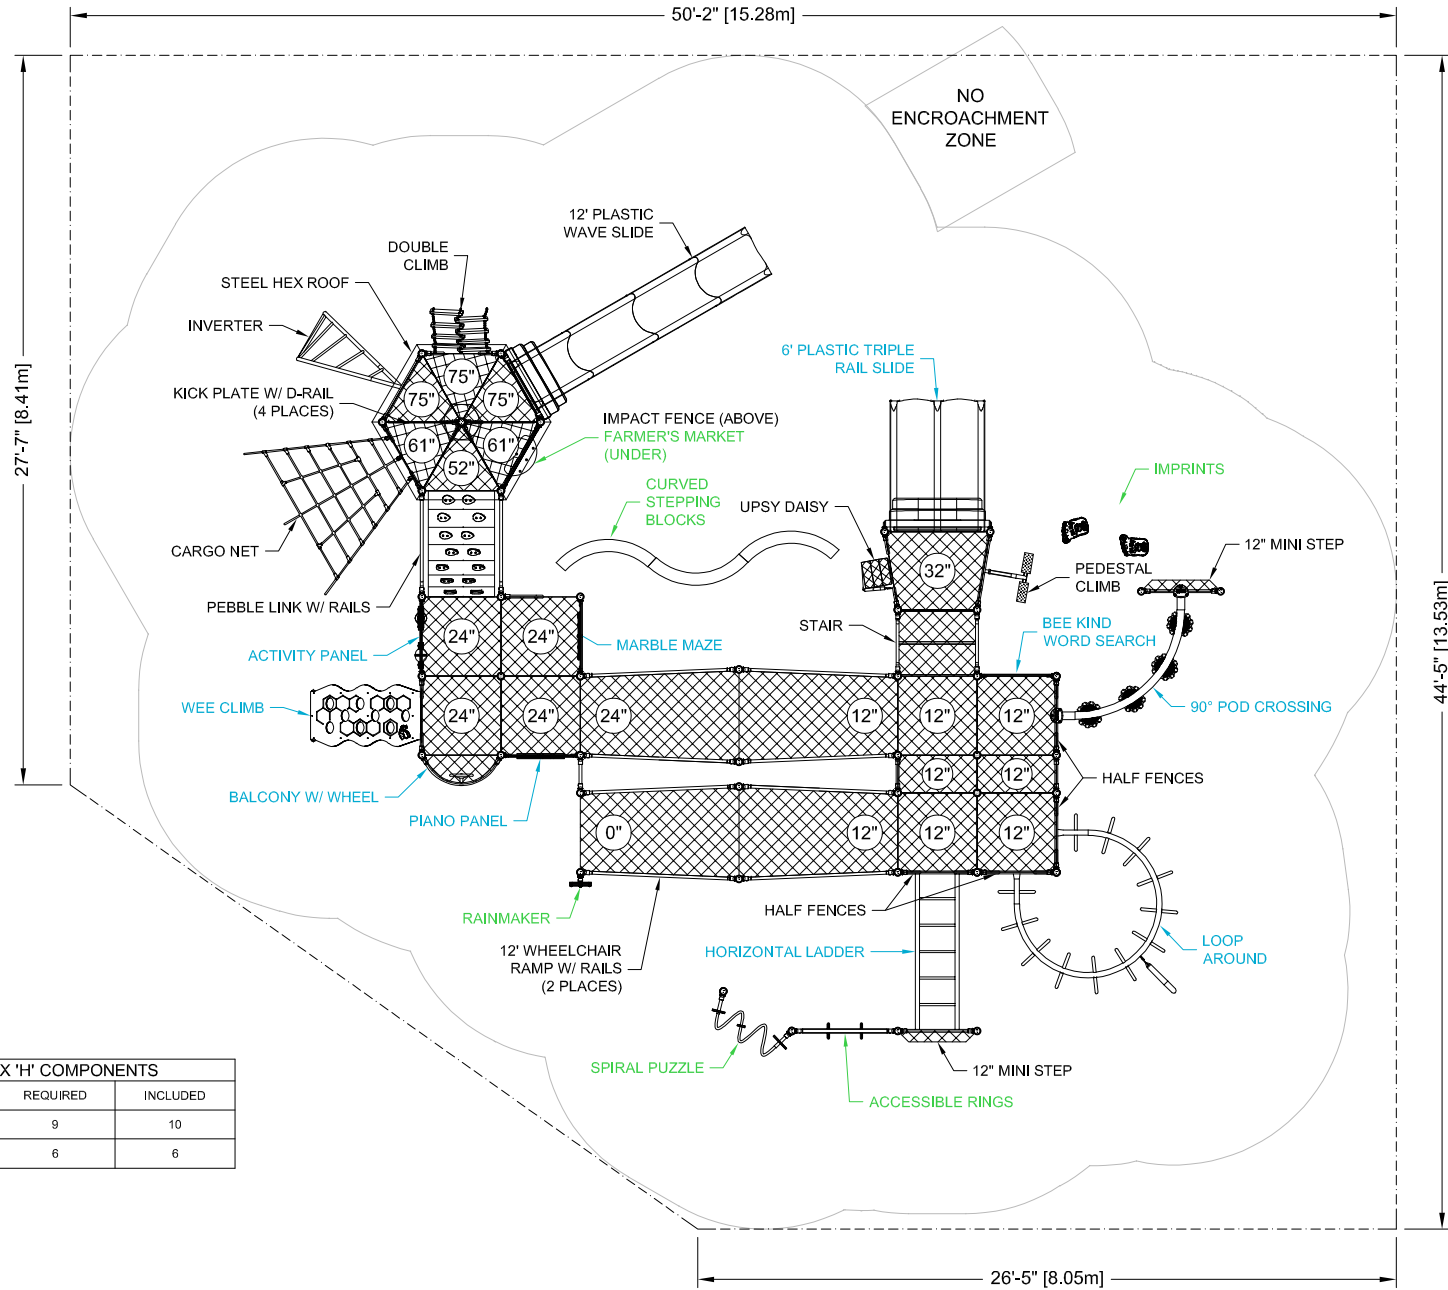 50'-2" [15.28m]
NO
ENCROACHMENT
ZONE
12' PLASTIC
WAVE SLIDE
DOUBLE
CLIMB
STEEL HEX ROOF
INVERTER
27'-7" [8.41m]
6' PLASTIC TRIPLE
RAIL SLIDE
KICK PLATE W/ D-RAIL
(4 PLACES)
75"
75"
75"
61"
61"
52"
IMPACT FENCE (ABOVE)
FARMER'S MARKET
(UNDER)
CURVED
STEPPING
BLOCKS
IMPRINTS
UPSY DAISY
CARGO NET
12" MINI STEP
32"
PEDESTAL
CLIMB
44'-5" [13.53m]
PEBBLE LINK W/ RAILS
STAIR
BEE KIND
WORD SEARCH
24"
24"
MARBLE MAZE
ACTIVITY PANEL
WEE CLIMB
24"
24"
24"
12"
12"
12"
90° POD CROSSING
HALF FENCES
12"
12"
BALCONY W/ WHEEL
PIANO PANEL
0"
12"
12"
12"
HALF FENCES
RAINMAKER
12' WHEELCHAIR
RAMP W/ RAILS
(2 PLACES)
HORIZONTAL LADDER
LOOP
AROUND
SPIRAL PUZZLE
12" MINI STEP
ACCESSIBLE RINGS
X 'H' COMPONENTS
REQUIRED INCLUDED
9 10
6 6
26'-5" [8.05m]